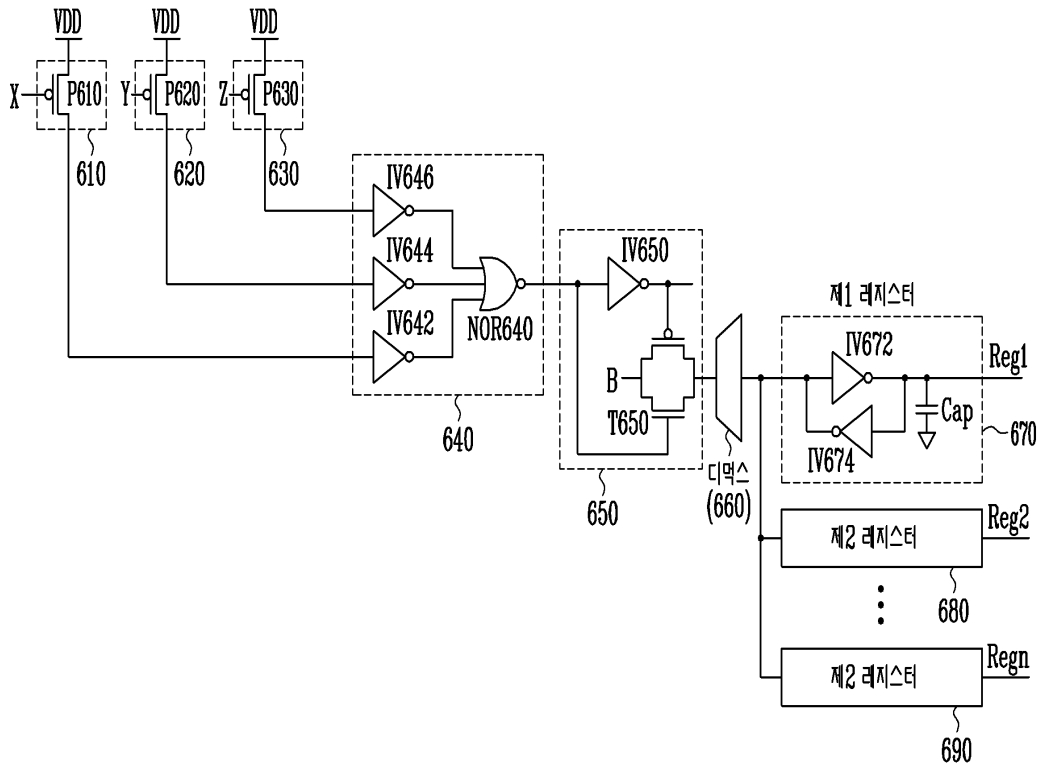 VDD
VDD
VDD
X
P610
Y
P620
Z
P630
610
620
630
IV646
IV644
IV642
NOR640
640
IV650
B
T650
650
디먹스
(660)
제1 레지스터
IV672
Reg1
Cap
IV674
670
제2 레지스터
Reg2
680
제2 레지스터
Regn
690